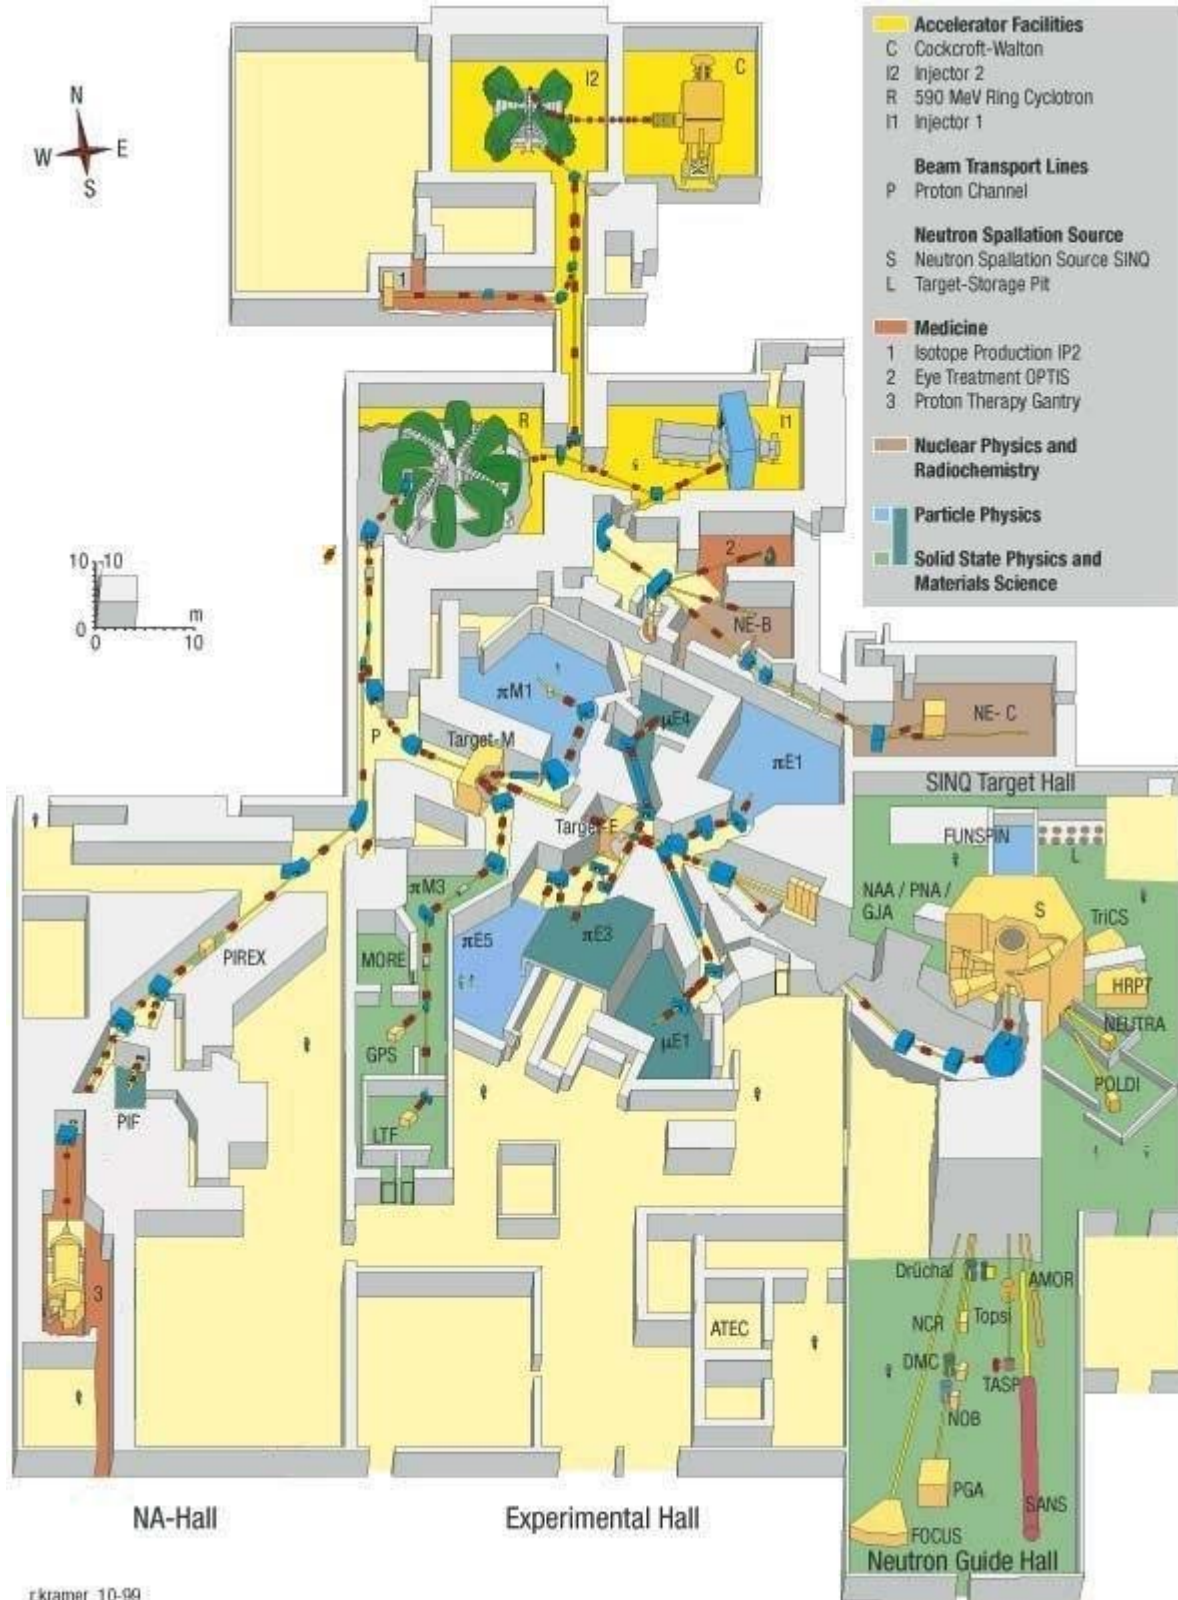 Accelerator Facilities
C Cockcroft-Walton
I2 Injector 2
R 590 MeV Ring Cyclotron
I1 Injector 1
Beam Transport Lines
P Proton Channel
Neutron Spallation Source
S Neutron Spallation Source SINQ
L Target-Storage Pit
Medicine
1 Isotope Production IP2
2 Eye Treatment OPTIS
3 Proton Therapy Gantry
Nuclear Physics and
Radiochemistry
Particle Physics
Solid State Physics and
Materials Science
N
W E
S
I2
C
1
R
I1
2
NE-B
10 10
m
0
0 10
πM1
μE4
NE- C
P
Target-M
πE1
SINQ Target Hall
Target-E
FUNSPIN
L
πM3
NAA / PNA /
GJA
S
TriCS
PIREX
MORE
πE5
πE3
HRPT
NEUTRA
GPS
μE1
POLDI
PIF
LTF
3
Drüchal
AMOR
NCR
Topsi
ATEC
DMC
TASP
NOB
PGA
SANS
FOCUS
Neutron Guide Hall
NA-Hall
Experimental Hall
r.kramer 10-99